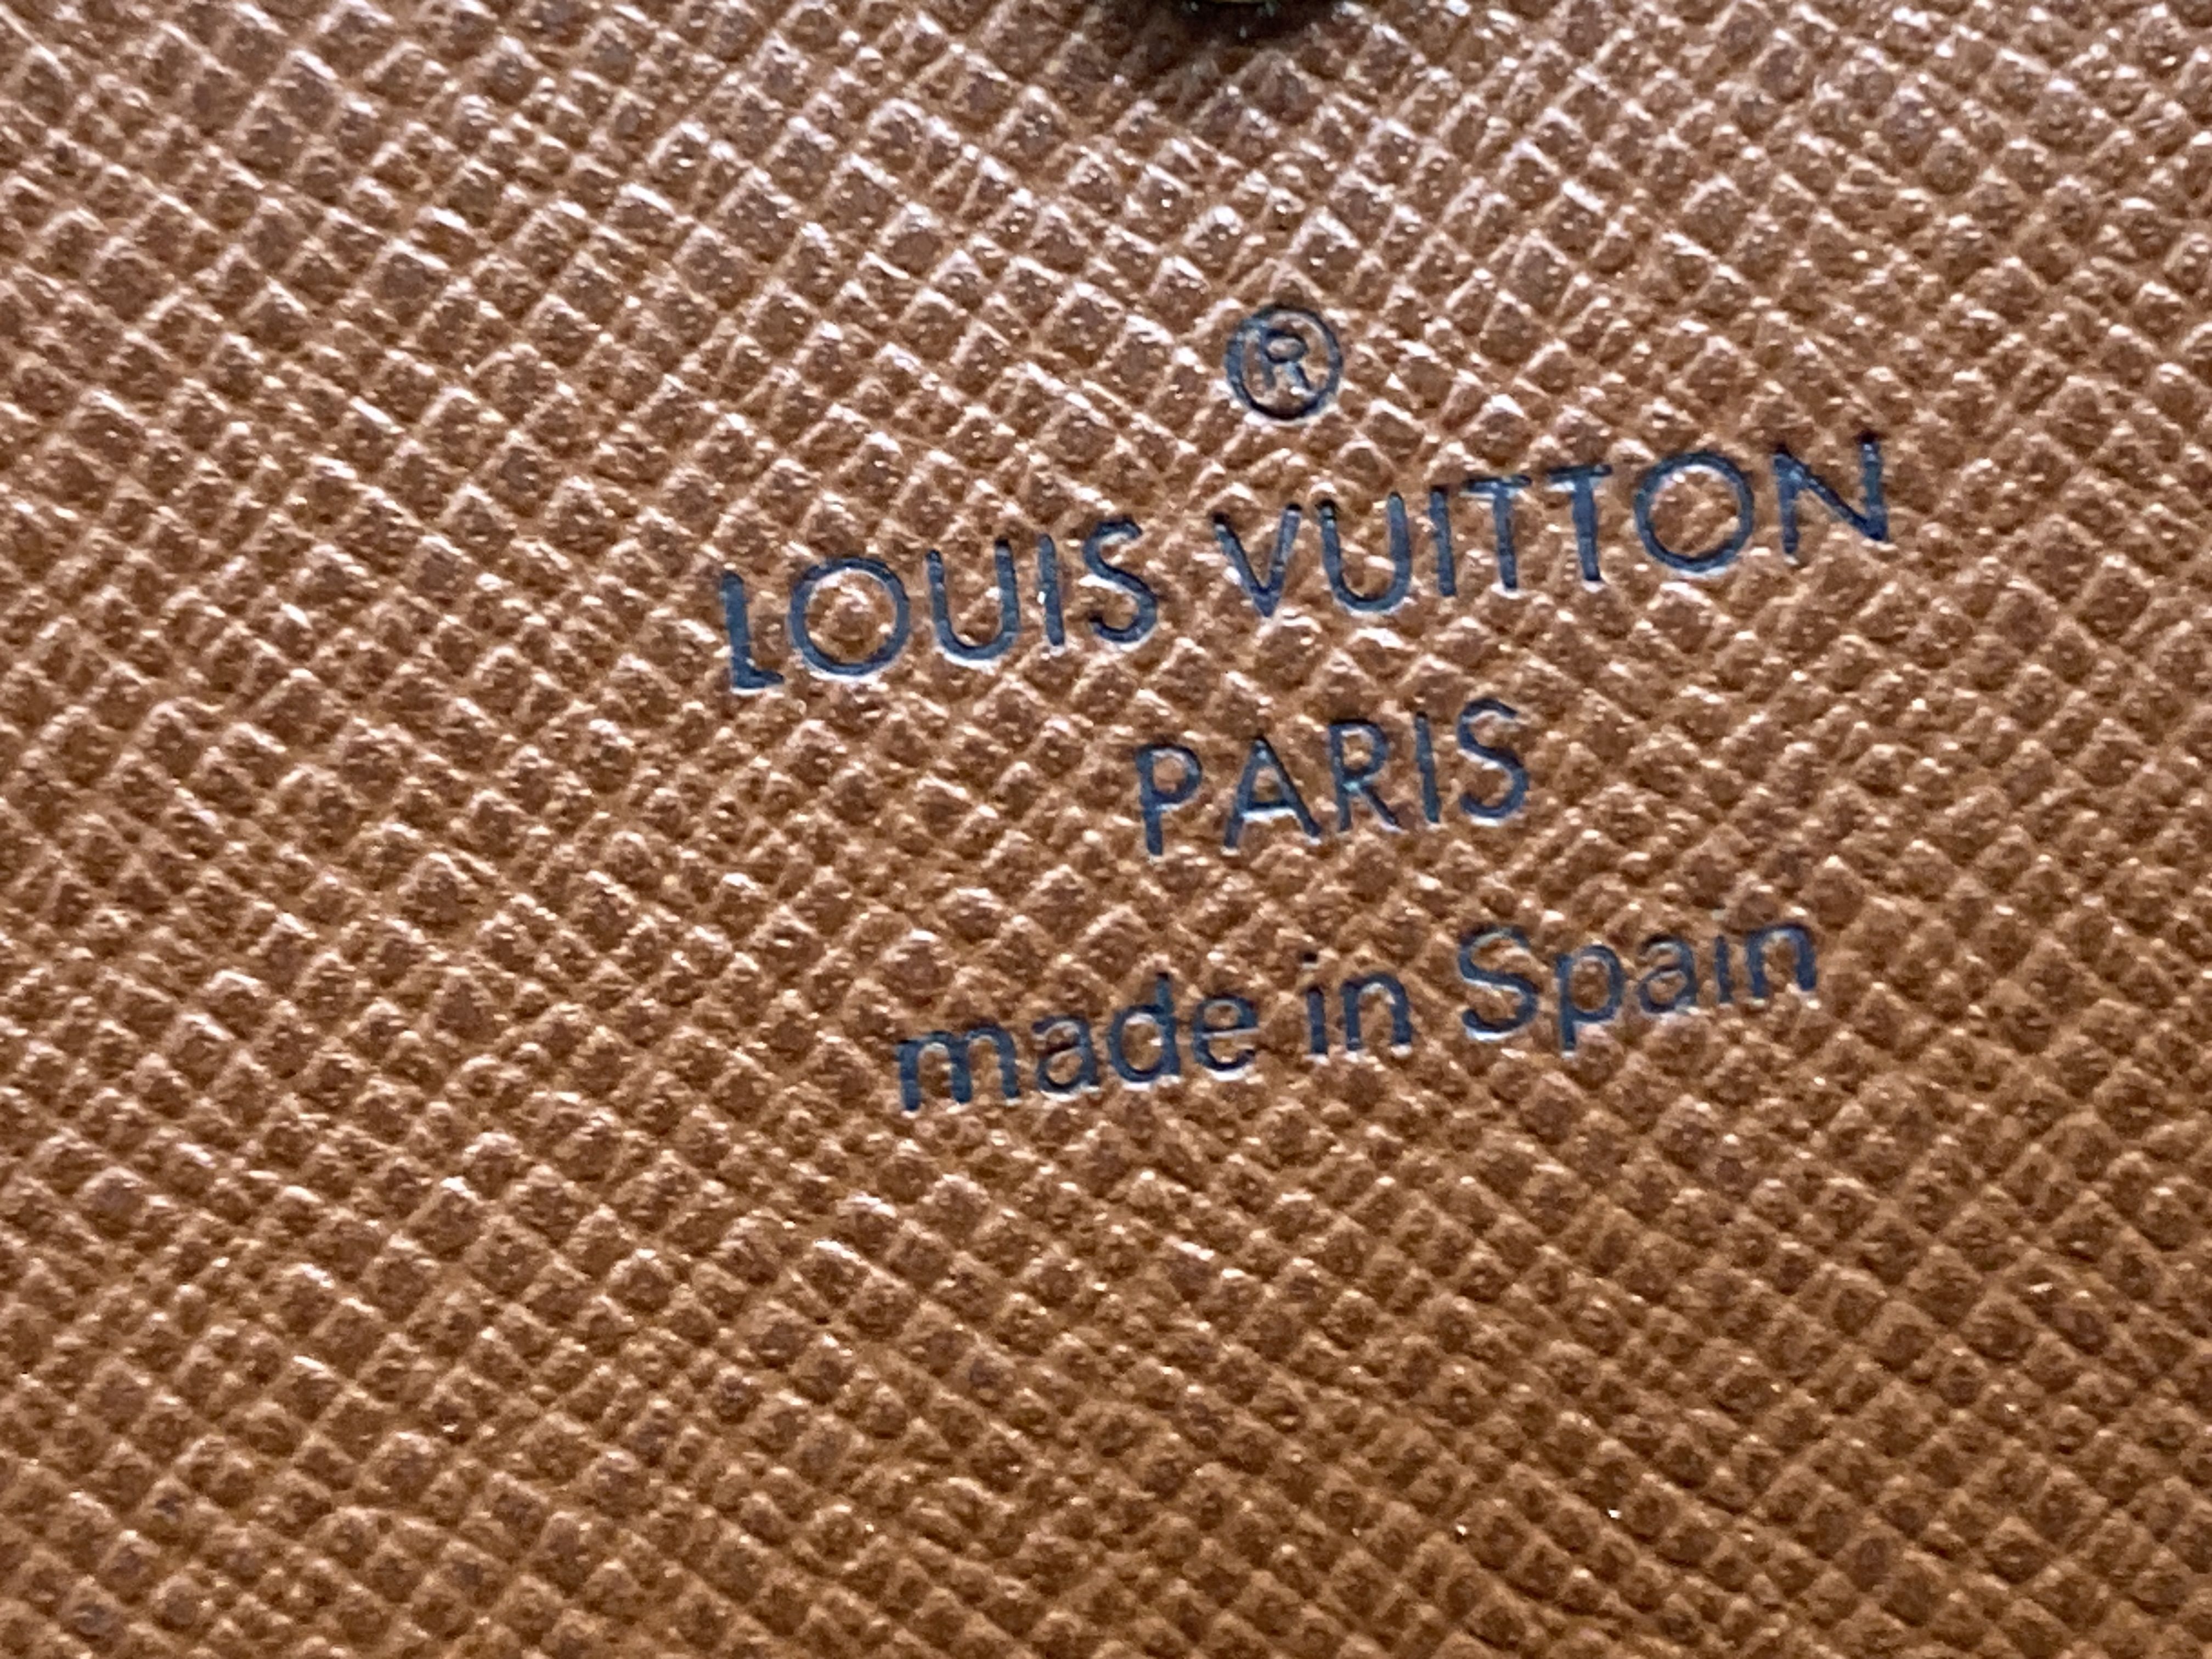 ®
LOUIS VUITTON
PARIS
made in Spain